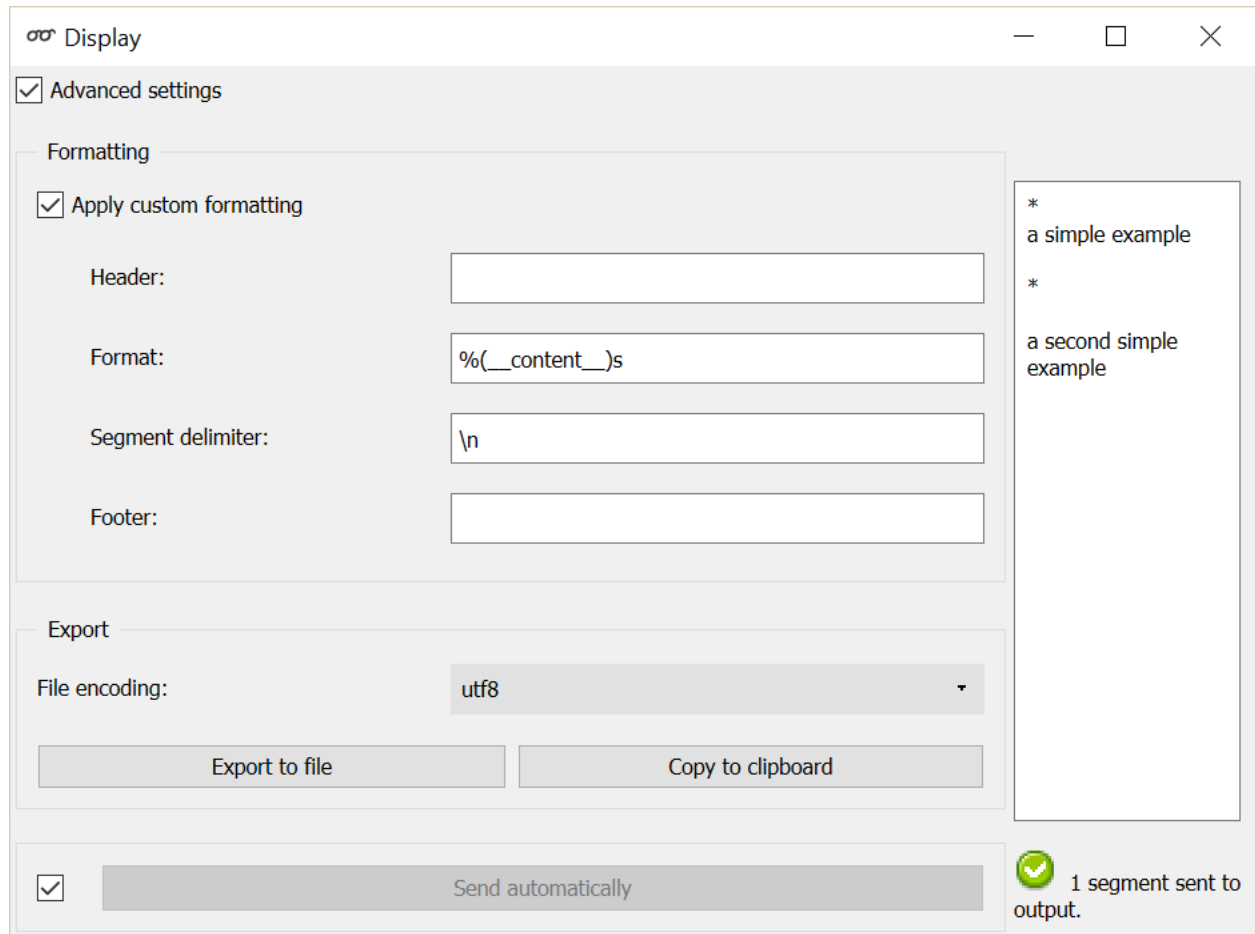 Display
Advanced settings
Formatting
Apply custom formatting
Header:
Format:
%(__content__)s
Segment delimiter:
\n
Footer:
Export
File encoding:
utf8
Export to file
Copy to clipboard
Send automatically
*
a simple example
*
a second simple
example
1 segment sent to
output.